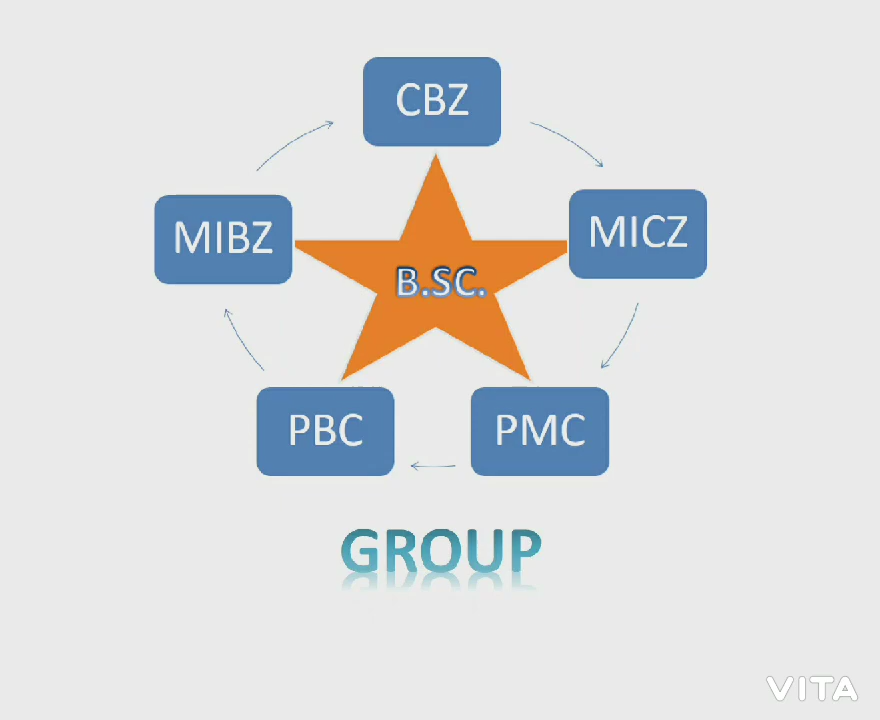 CBZ
MIBZ
MICZ
B.SC.
PBC
PMC
GROUP
VITA